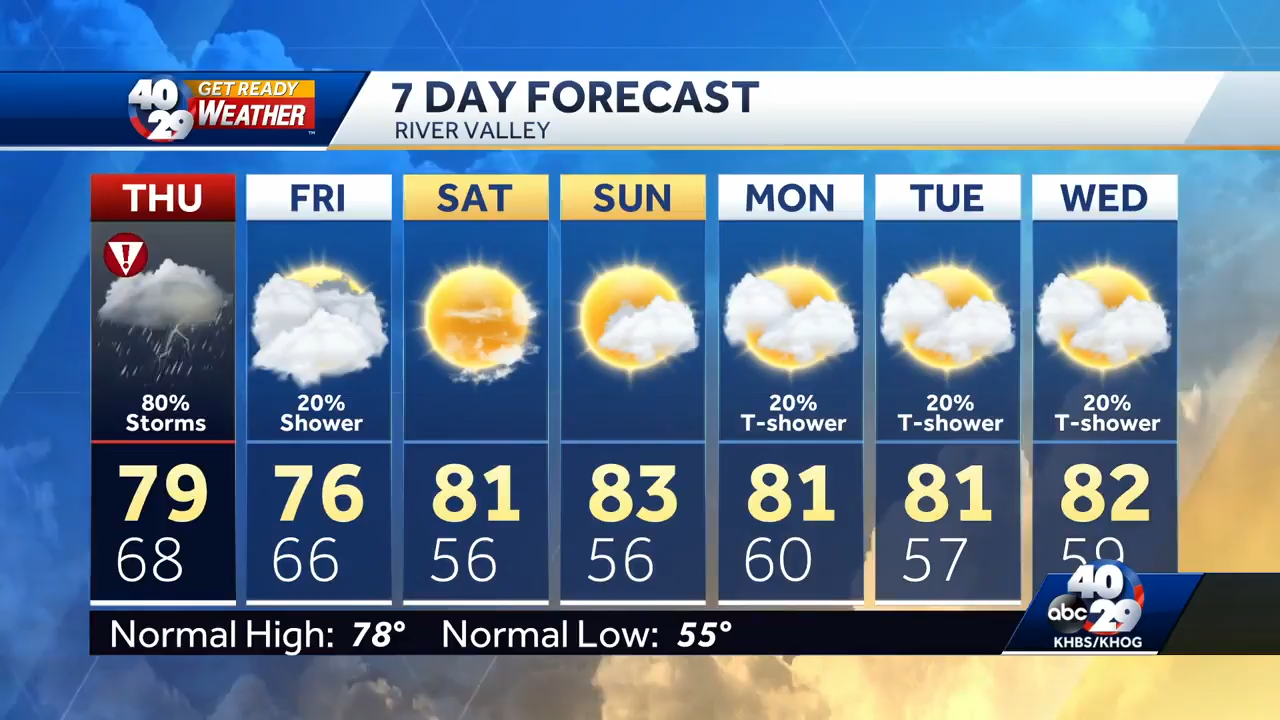 40
29
GET READY
WEATHER
™
7 DAY FORECAST
RIVER VALLEY
THU FRI SAT SUN MON TUE WED
!
80% 20% 20% 20% 20%
Storms Shower T-shower T-shower T-shower
79 76 81 83 81 81 82
68 66 56 56 60 57 59
Normal High: 78° Normal Low: 55°
40
abc 29
KHBS/KHOG